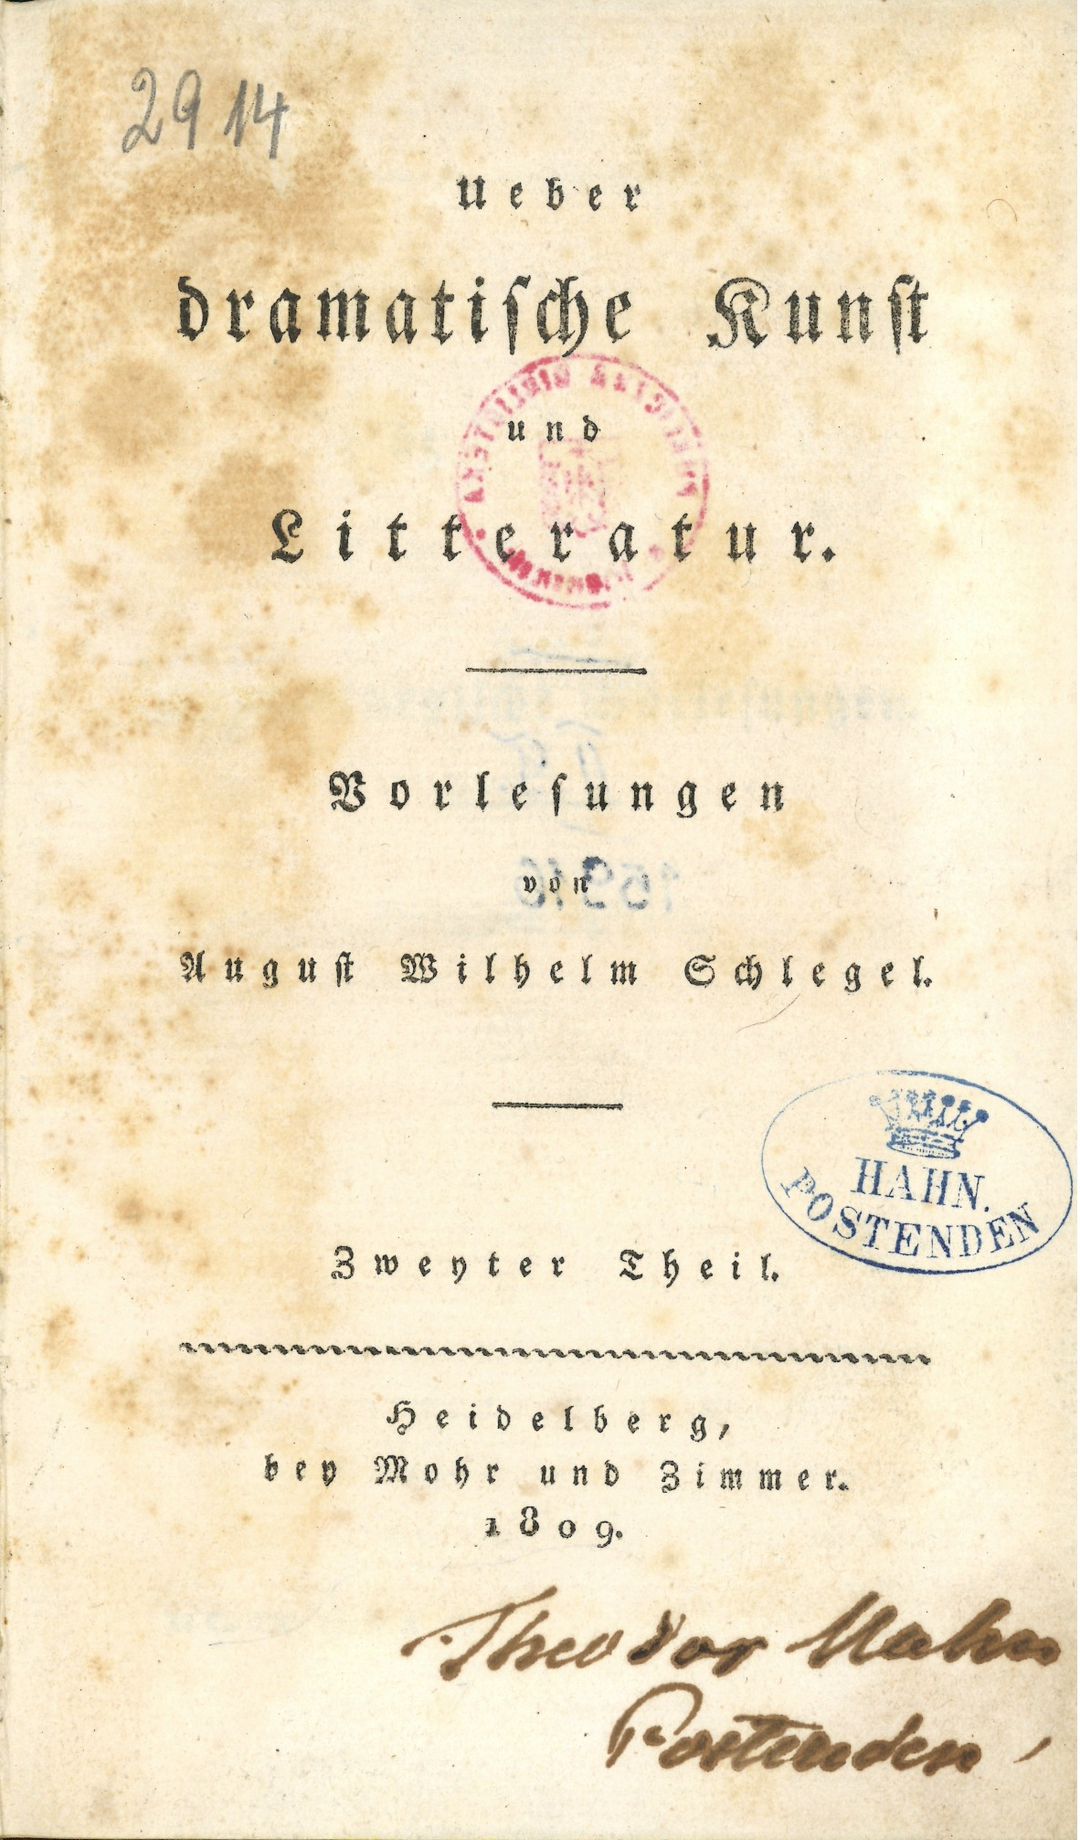 2914
Ueber
dramatische Kunst
und
Litteratur.
Vorlesungen
von
August Wilhelm Schlegel.
HAHN.
POSTENDEN
Zweyter Theil.
Heidelberg,
bey Mohr und Zimmer.
1809.
Theodor Hahn
Postenden